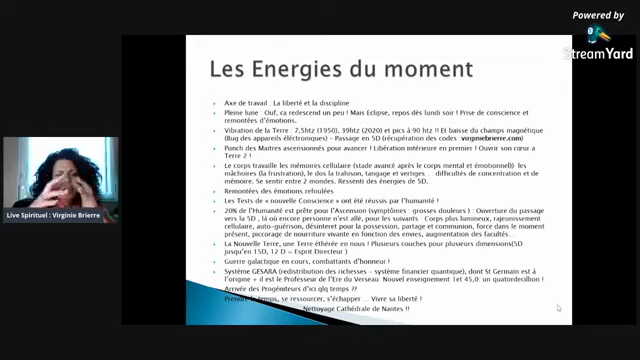 Powered by
StreamYard
Les Energies du moment
Axe de travail : La liberté et la discipline
Pleine lune : Ouf, ca redescend un peu ! Mais Eclipse, repos dès lundi soir ! Prise de conscience et
remontées d'émotions.
Vibration de la Terre : 7,5htz (1950), 39htz (2020) et pics à 90 htz !! Et baisse du champs magnétique
(Bug des appareils électroniques) – Passage en 5D (récupération des codes .virginiebrierre.com)
Punch des Maitres ascensionnés pour avancer ! Libération intérieure en premier ! Ouvrir son cœur a
Terre 2 !
Le corps travaille les mémoires cellulaire (stade avancé après le corps mental et émotionnel)) les
mâchoires (la frustration), le dos la trahison, tangage et vertiges ... difficultés de concentration et de
mémoire. Se sentir entre 2 mondes. Ressenti des énergies de 5D.
Remontées des émotions refoulées
Les Tests de « nouvelle Conscience » ont été réussis par l'humanité !
20% de l'Humanité est prête pour l'Ascension (symptômes : grosses douleurs ) : Ouverture du passage
vers la 5D , là où encore personne n'est allé, pour les suivants : Corps plus lumineux, rajeunissement
cellulaire, auto-guérison, désintéret pour la possession, partage et communion, force dans le moment
présent, piccorage de nourriture vivante en fonction des envies, augmentation des facultés...
La Nouvelle Terre, une Terre éthérée en nous ! Plusieurs couches pour plusieurs dimensions(5D
jusqu'en 15D, 12 D = Esprit Directeur )
Guerre galactique en cours, combattants d'honneur !
Système GESARA (redistribution des richesses – système financier quantique), dont St Germain est à
l'origine + il est le Professeur de l'Ere du Verseau: Nouvel enseignement 1et 45,0: un quatordecillion !
Arrivée des Progéniteurs d'ici qlq temps ??
Prendre le temps, se ressourcer, s'échapper ... Vivre sa liberté !
Nettoyage Cathédrale de Nantes !!
Live Spirituel : Virginie Brierre